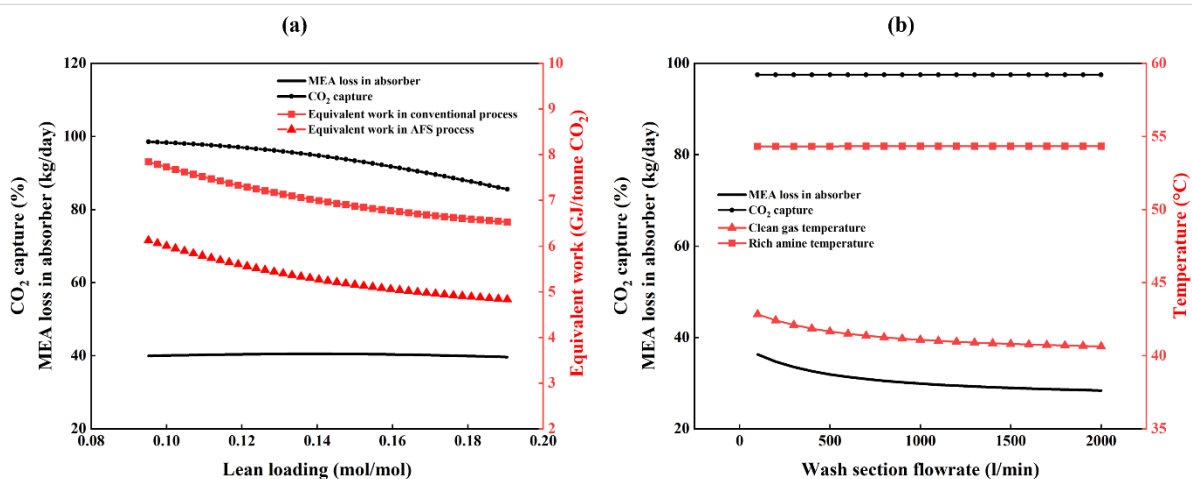 (a)
CO2 capture (%)
MEA loss in absorber (kg/day)
120
100
80
60
40
20
MEA loss in absorber
CO2 capture
Equivalent work in conventional process
Equivalent work in AFS process
10
9
8
7
6
5
4
3
2
Equivalent work (GJ/tonne CO2)
0.08
0.10
0.12
0.14
0.16
0.18
0.20
Lean loading (mol/mol)
(b)
CO2 capture (%)
MEA loss in absorber (kg/day)
100
80
60
40
20
MEA loss in absorber
CO2 capture
Clean gas temperature
Rich amine temperature
60
55
50
45
40
35
Temperature (°C)
0
500
1000
1500
2000
Wash section flowrate (l/min)